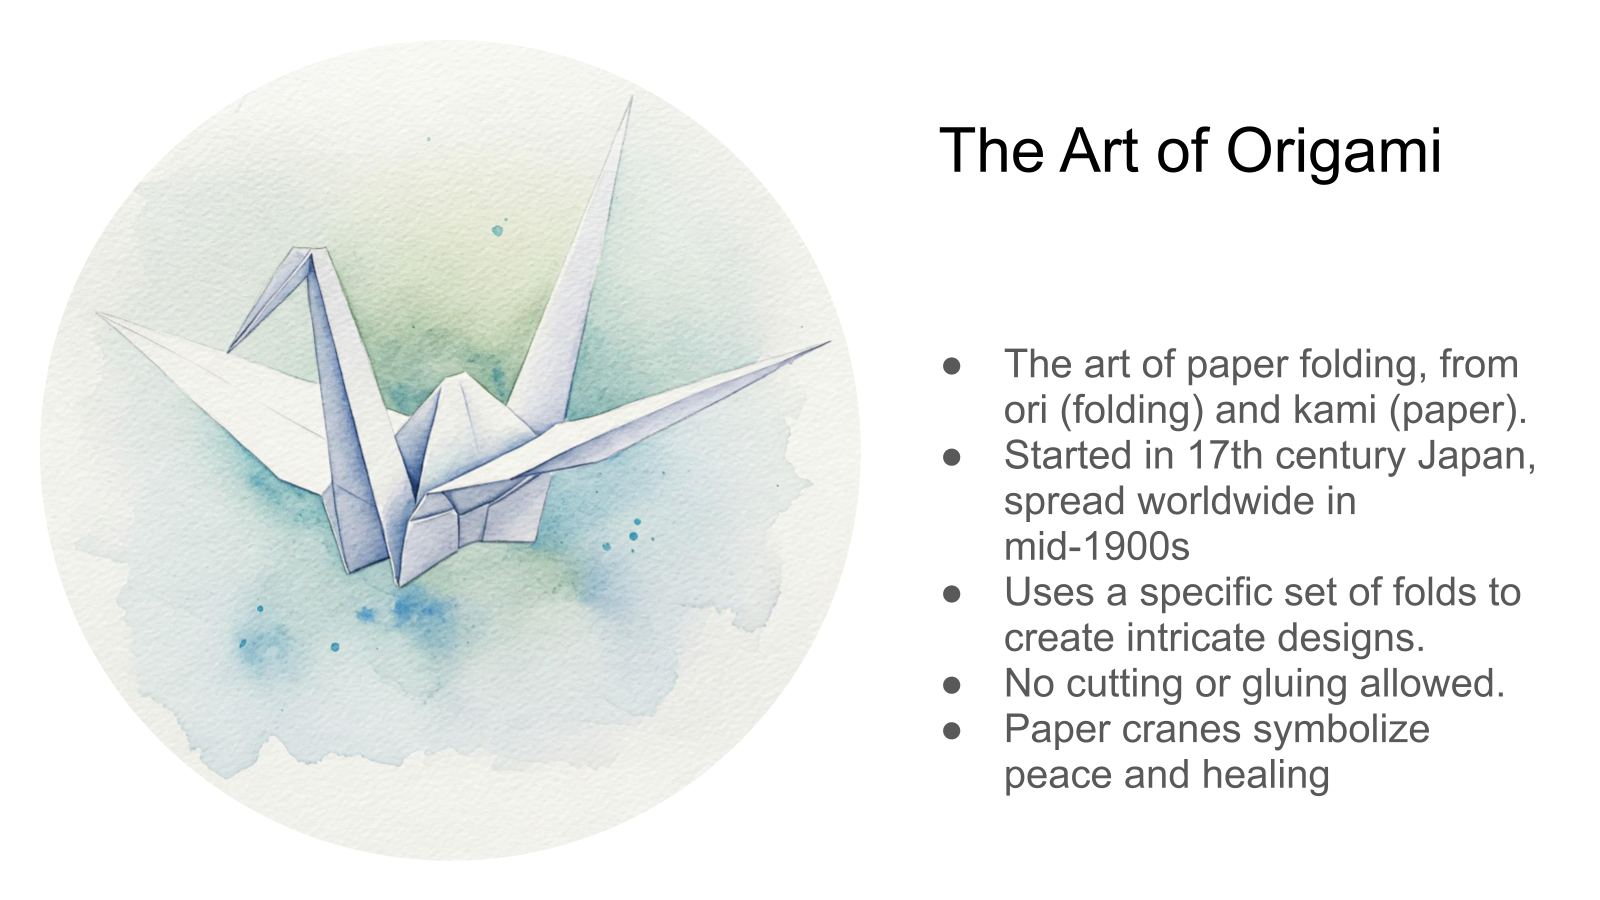 The Art of Origami
● The art of paper folding, from
ori (folding) and kami (paper).
● Started in 17th century Japan,
spread worldwide in
mid-1900s
● Uses a specific set of folds to
create intricate designs.
● No cutting or gluing allowed.
● Paper cranes symbolize
peace and healing